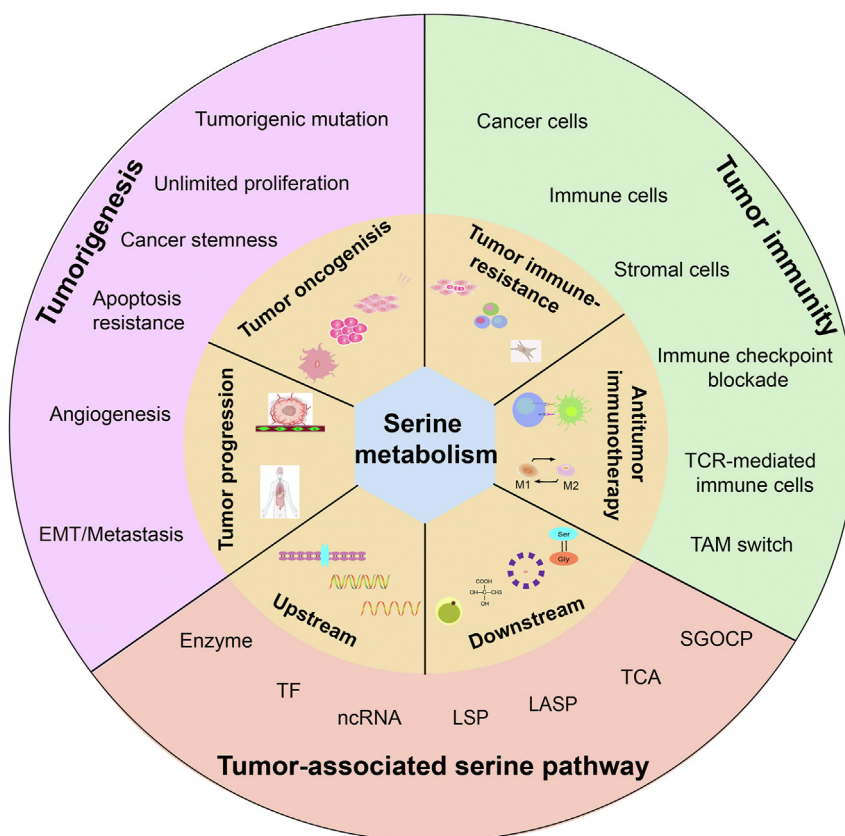 Tumorigenesis
Tumorigenic mutation
Unlimited proliferation
Cancer stemness
Apoptosis
resistance
Angiogenesis
EMT/Metastasis
Tumor oncogenisis
Tumor progression
Tumor immunity
Cancer cells
Immune cells
Stromal cells
Immune checkpoint
blockade
TCR-mediated
immune cells
TAM switch
Tumor immune-
resistance
Antitumor
immunotherapy
M1
M2
Serine
metabolism
Upstream
Downstream
Ser
Gly
COOH
OH-C-CH3
OH
Enzyme
TF
ncRNA
LSP
LASP
TCA
SGOCP
Tumor-associated serine pathway